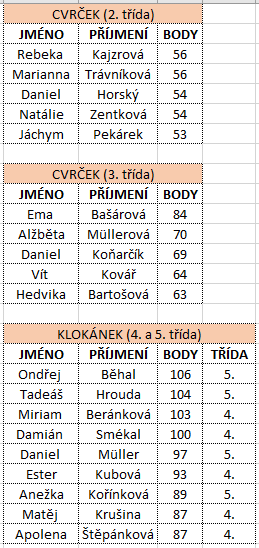 CVRČEK (2. třída)
JMÉNO PŘÍJMENÍ BODY
Rebeka Kajzrová 56
Marianna Trávníková 56
Daniel Horský 54
Natálie Zentková 54
Jáchym Pekárek 53
CVRČEK (3. třída)
JMÉNO PŘÍJMENÍ BODY
Ema Bašárová 84
Alžběta Müllerová 70
Daniel Koňarčík 69
Vít Kovář 64
Hedvika Bartošová 63
KLOKÁNEK (4. a 5. třída)
JMÉNO PŘÍJMENÍ BODY TŘÍDA
Ondřej Běhal 106 5.
Tadeáš Hrouda 104 5.
Miriam Beránková 103 4.
Damián Smékal 100 4.
Daniel Müller 97 5.
Ester Kubová 93 4.
Anežka Kořínková 89 5.
Matěj Krušina 87 4.
Apolena Štěpánková 87 4.